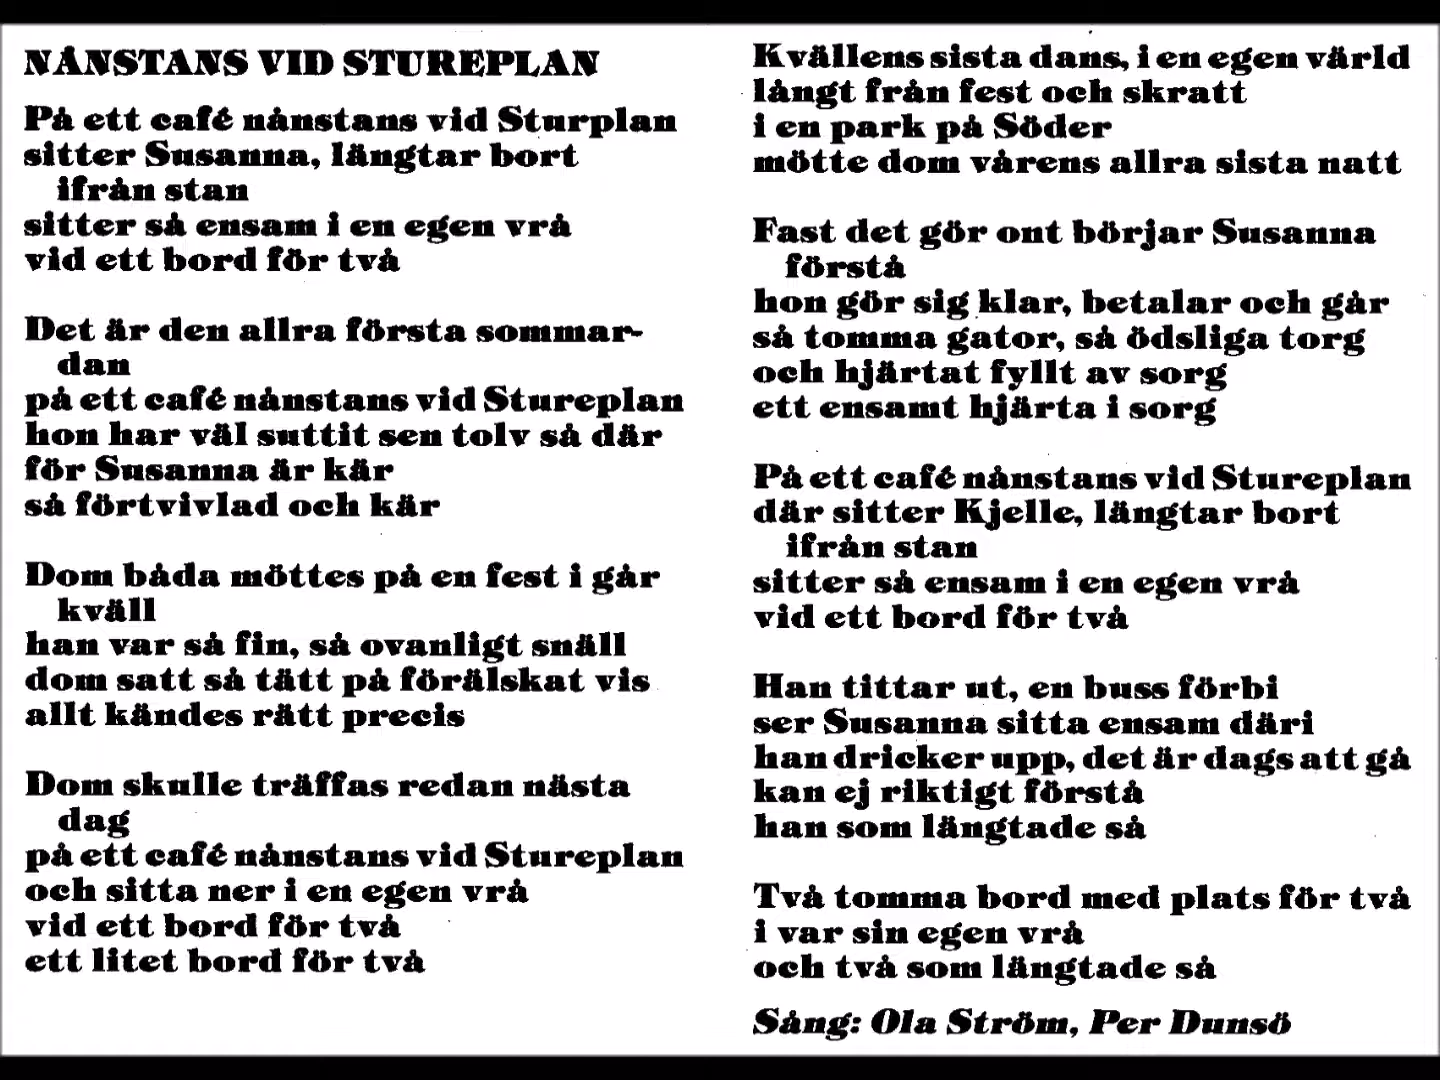 NÅNSTANS VID STUREPLAN
På ett café nånstans vid Sturplan
sitter Susanna, längtar bort
ifrån stan
sitter så ensam i en egen vrå
vid ett bord för två
Det är den allra första sommar-
dan
på ett café nånstans vid Stureplan
hon har väl suttit sen tolv så där
för Susanna är kär
så förtvivlad och kär
Dom båda möttes på en fest i går
kväll
han var så fin, så ovanligt snäll
dom satt så tätt på förälskat vis
allt kändes rätt precis
Dom skulle träffas redan nästa
dag
på ett café nånstans vid Stureplan
och sitta ner i en egen vrå
vid ett bord för två
ett litet bord för två
Kvällens sista dans, i en egen värld
långt från fest och skratt
i en park på Söder
mötte dom vårens allra sista natt
Fast det gör ont börjar Susanna
förstå
hon gör sig klar, betalar och går
så tomma gator, så ödsliga torg
och hjärtat fyllt av sorg
ett ensamt hjärta i sorg
På ett café nånstans vid Stureplan
där sitter Kjelle, längtar bort
ifrån stan
sitter så ensam i en egen vrå
vid ett bord för två
Han tittar ut, en buss förbi
ser Susanna sitta ensam däri
han dricker upp, det är dags att gå
kan ej riktigt förstå
han som längtade så
Två tomma bord med plats för två
i var sin egen vrå
och två som längtade så
Sång: Ola Ström, Per Dunsö